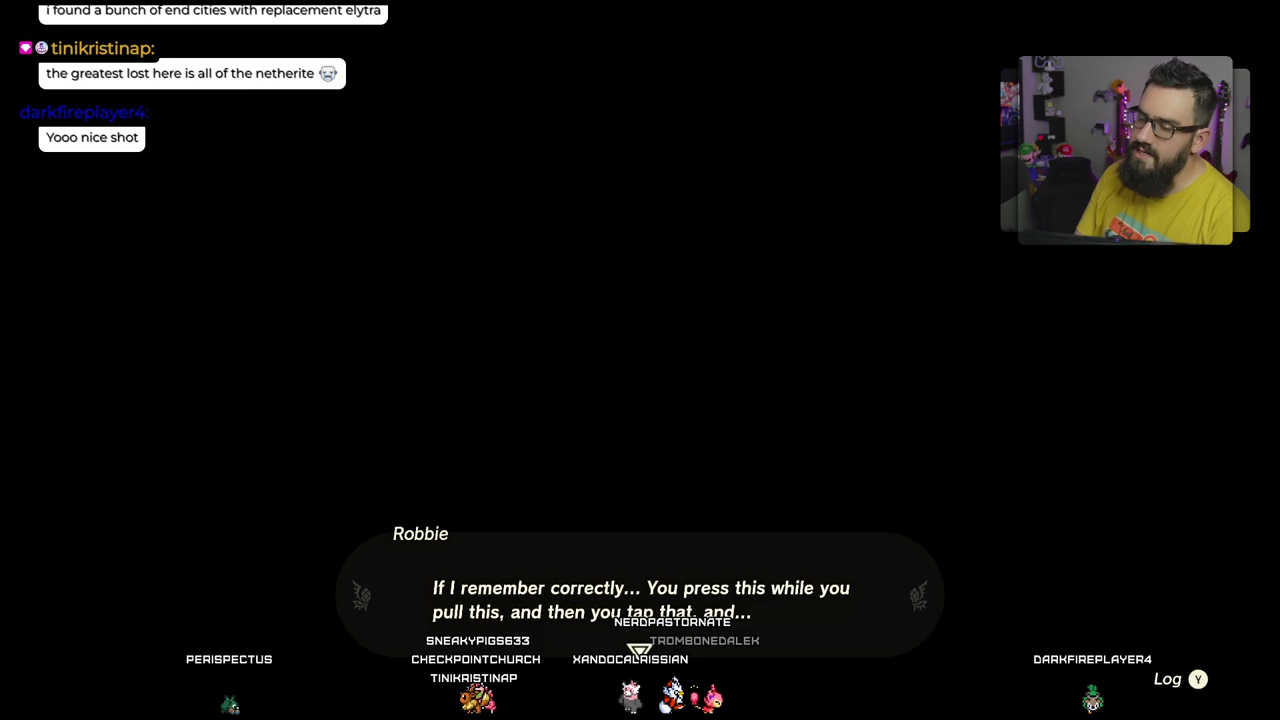 i found a bunch of end cities with replacement elytra
tinikristinap:
the greatest lost here is all of the netherite
darkfireplayer4:
Yooo nice shot
Robbie
If I remember correctly... You press this while you
pull this, and then you tap that, and...
NERDPASTORNATE
SNEAKYPIGS633
TROMBONEDALEK
PERISPECTUS
CHECKPOINTCHURCH
XANDOCALRISSIAN
DARKFIREPLAYER4
TINIKRISTINAP
Log Y